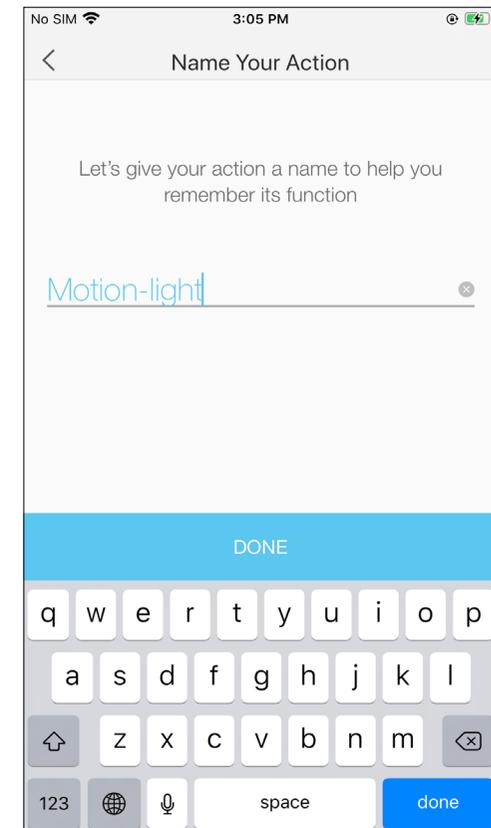 No SIM 3:05 PM
Name Your Action
Let's give your action a name to help you
remember its function
Motion-light
DONE
q w e r t y u i o p
a s d f g h j k l
z x c v b n m
123 space done